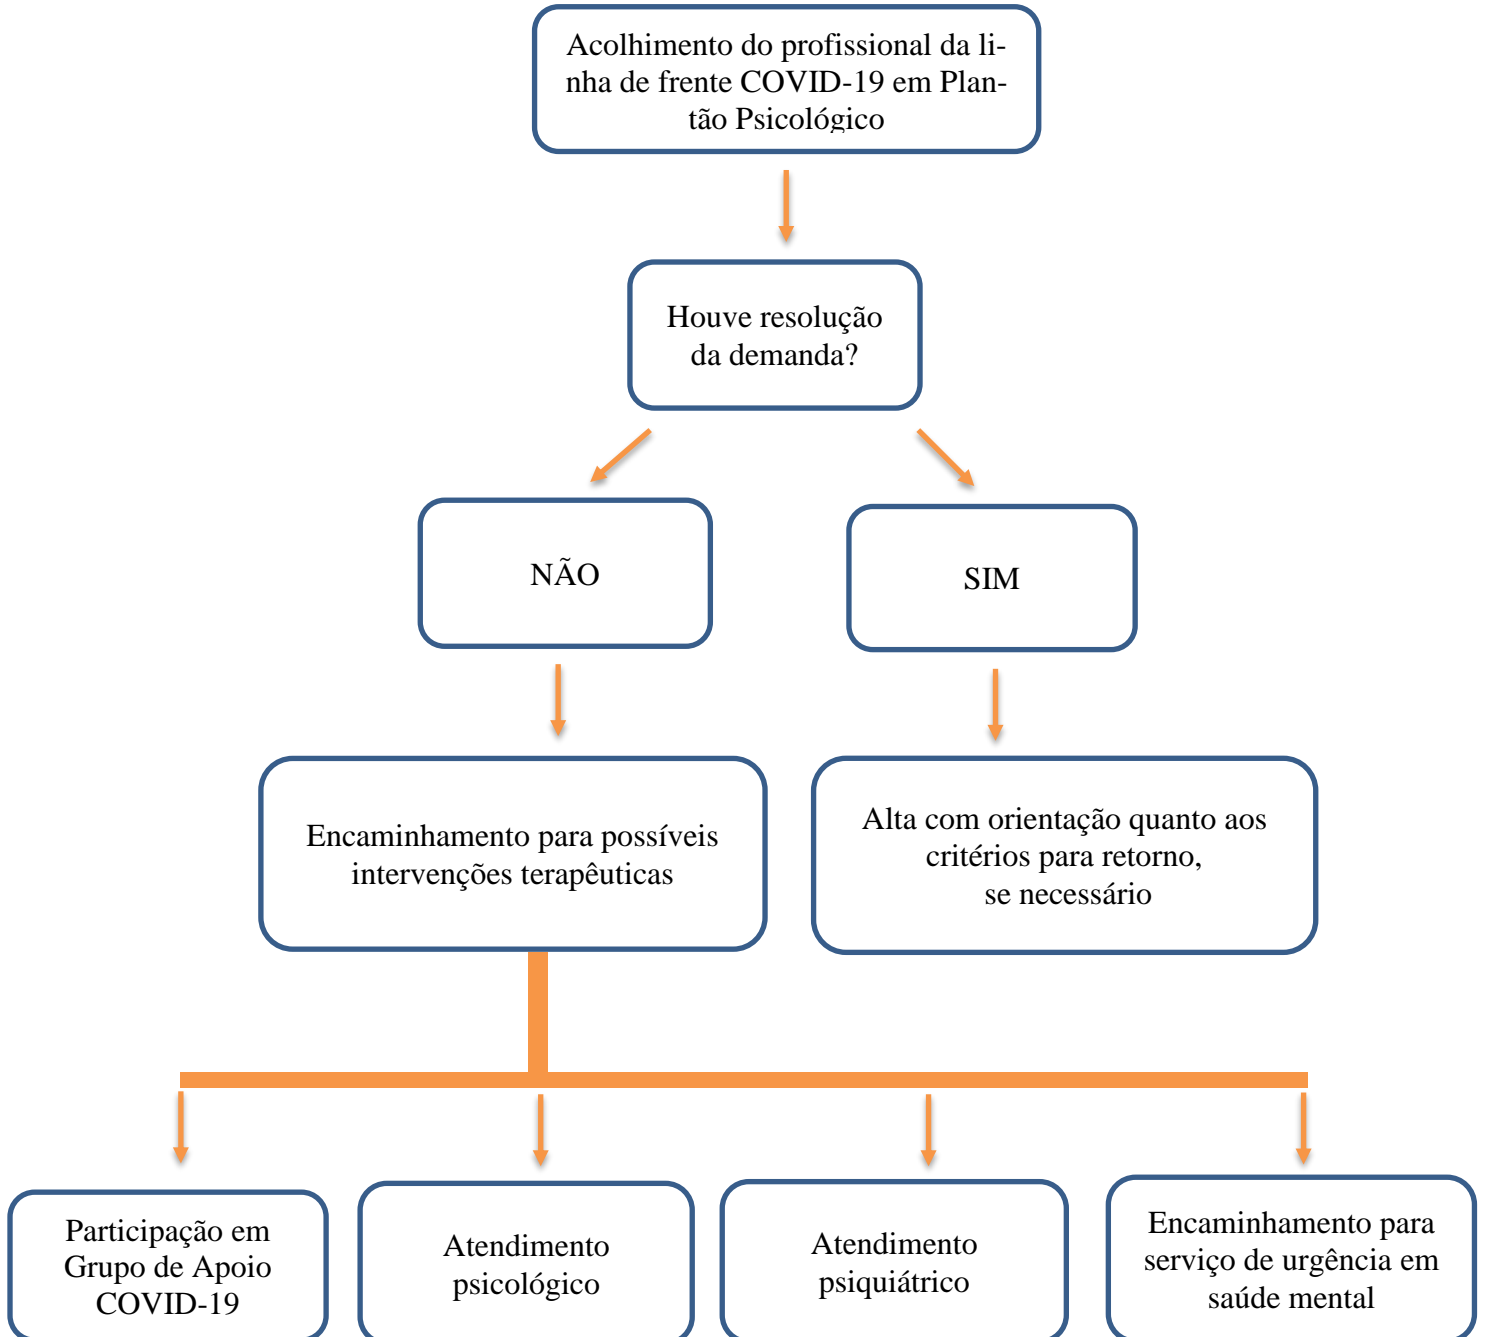 Acolhimento do profissional da li-
nha de frente COVID-19 em Plan-
tão Psicológico
Houve resolução
da demanda?
NÃO
SIM
Encaminhamento para possíveis
intervenções terapêuticas
Alta com orientação quanto aos
critérios para retorno,
se necessário
Participação em
Grupo de Apoio
COVID-19
Atendimento
psicológico
Atendimento
psiquiátrico
Encaminhamento para
serviço de urgência em
saúde mental